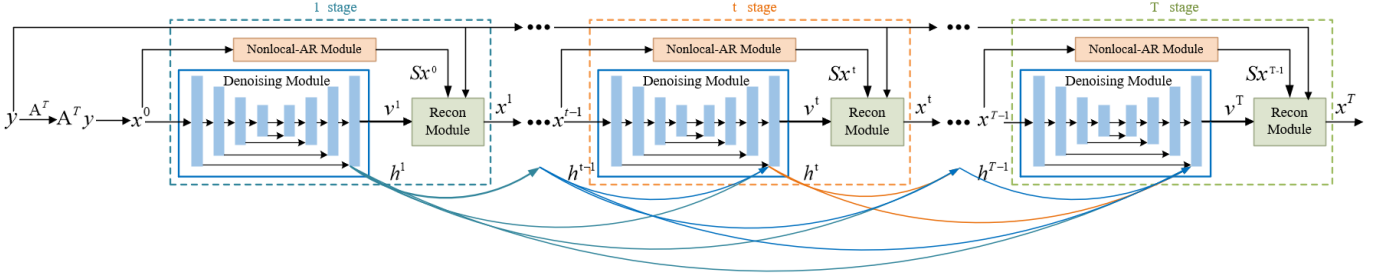 1 stage
t stage
T stage
Nonlocal-AR Module
Nonlocal-AR Module
Nonlocal-AR Module
Denoising Module
Sx⁰
Denoising Module
Sxᵗ
Denoising Module
Sxᵀ⁻¹
y Aᵀ Aᵀ y x⁰
v¹
Recon Module
x¹
xᵗ⁻¹
vᵗ
Recon Module
xᵗ
xᵀ⁻¹
vᵀ
Recon Module
xᵀ
h¹
hᵗ⁻¹
hᵗ
hᵀ⁻¹